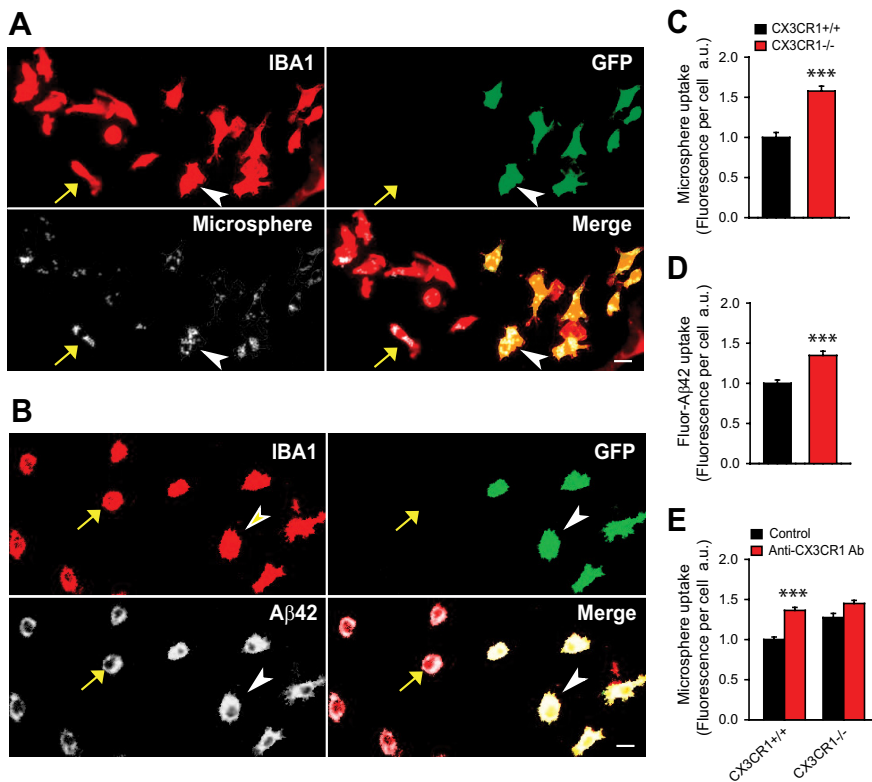 A
IBA1
GFP
Microsphere
Merge
B
IBA1
GFP
Aβ42
Merge
C
CX3CR1+/+
CX3CR1-/-
Microsphere uptake
(Fluorescence per cell a.u.)
2.0
1.5
1.0
0.5
0.0
***
D
Fluor-Aβ42 uptake
(Fluorescence per cell a.u.)
2.0
1.5
1.0
0.5
0.0
***
E
Control
Anti-CX3CR1 Ab
Microsphere uptake
(Fluorescence per cell a.u.)
2.0
1.5
1.0
0.5
0.0
***
CX3CR1+/+
CX3CR1-/-